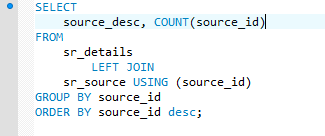 SELECT
source_desc, COUNT(source_id)
FROM
sr_details
LEFT JOIN
sr_source USING (source_id)
GROUP BY source_id
ORDER BY source_id desc;